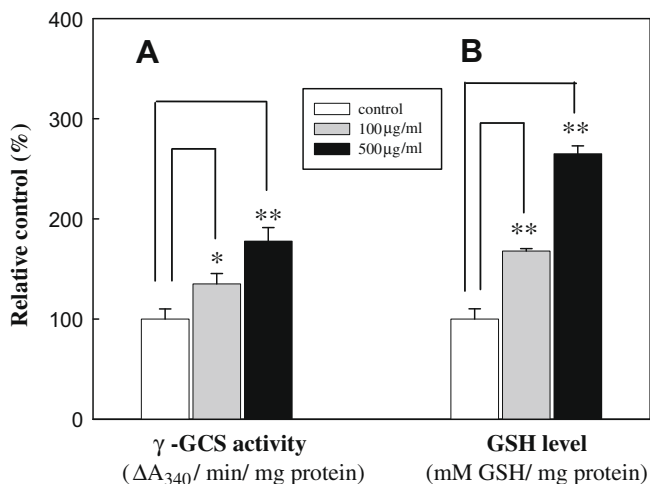 A
B
control
100μg/ml
500μg/ml
400
300
200
100
0
Relative control (%)
*
**
**
**
γ -GCS activity
(ΔA340/ min/ mg protein)
GSH level
(mM GSH/ mg protein)